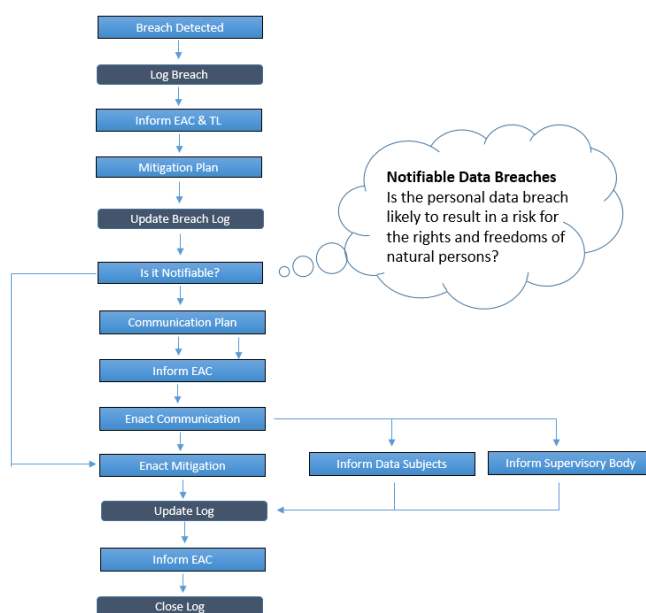 Breach Detected
Log Breach
Inform EAC & TL
Mitigation Plan
Update Breach Log
Notifiable Data Breaches
Is the personal data breach
likely to result in a risk for
the rights and freedoms of
natural persons?
Is it Notifiable?
Communication Plan
Inform EAC
Enact Communication
Enact Mitigation
Inform Data Subjects
Inform Supervisory Body
Update Log
Inform EAC
Close Log